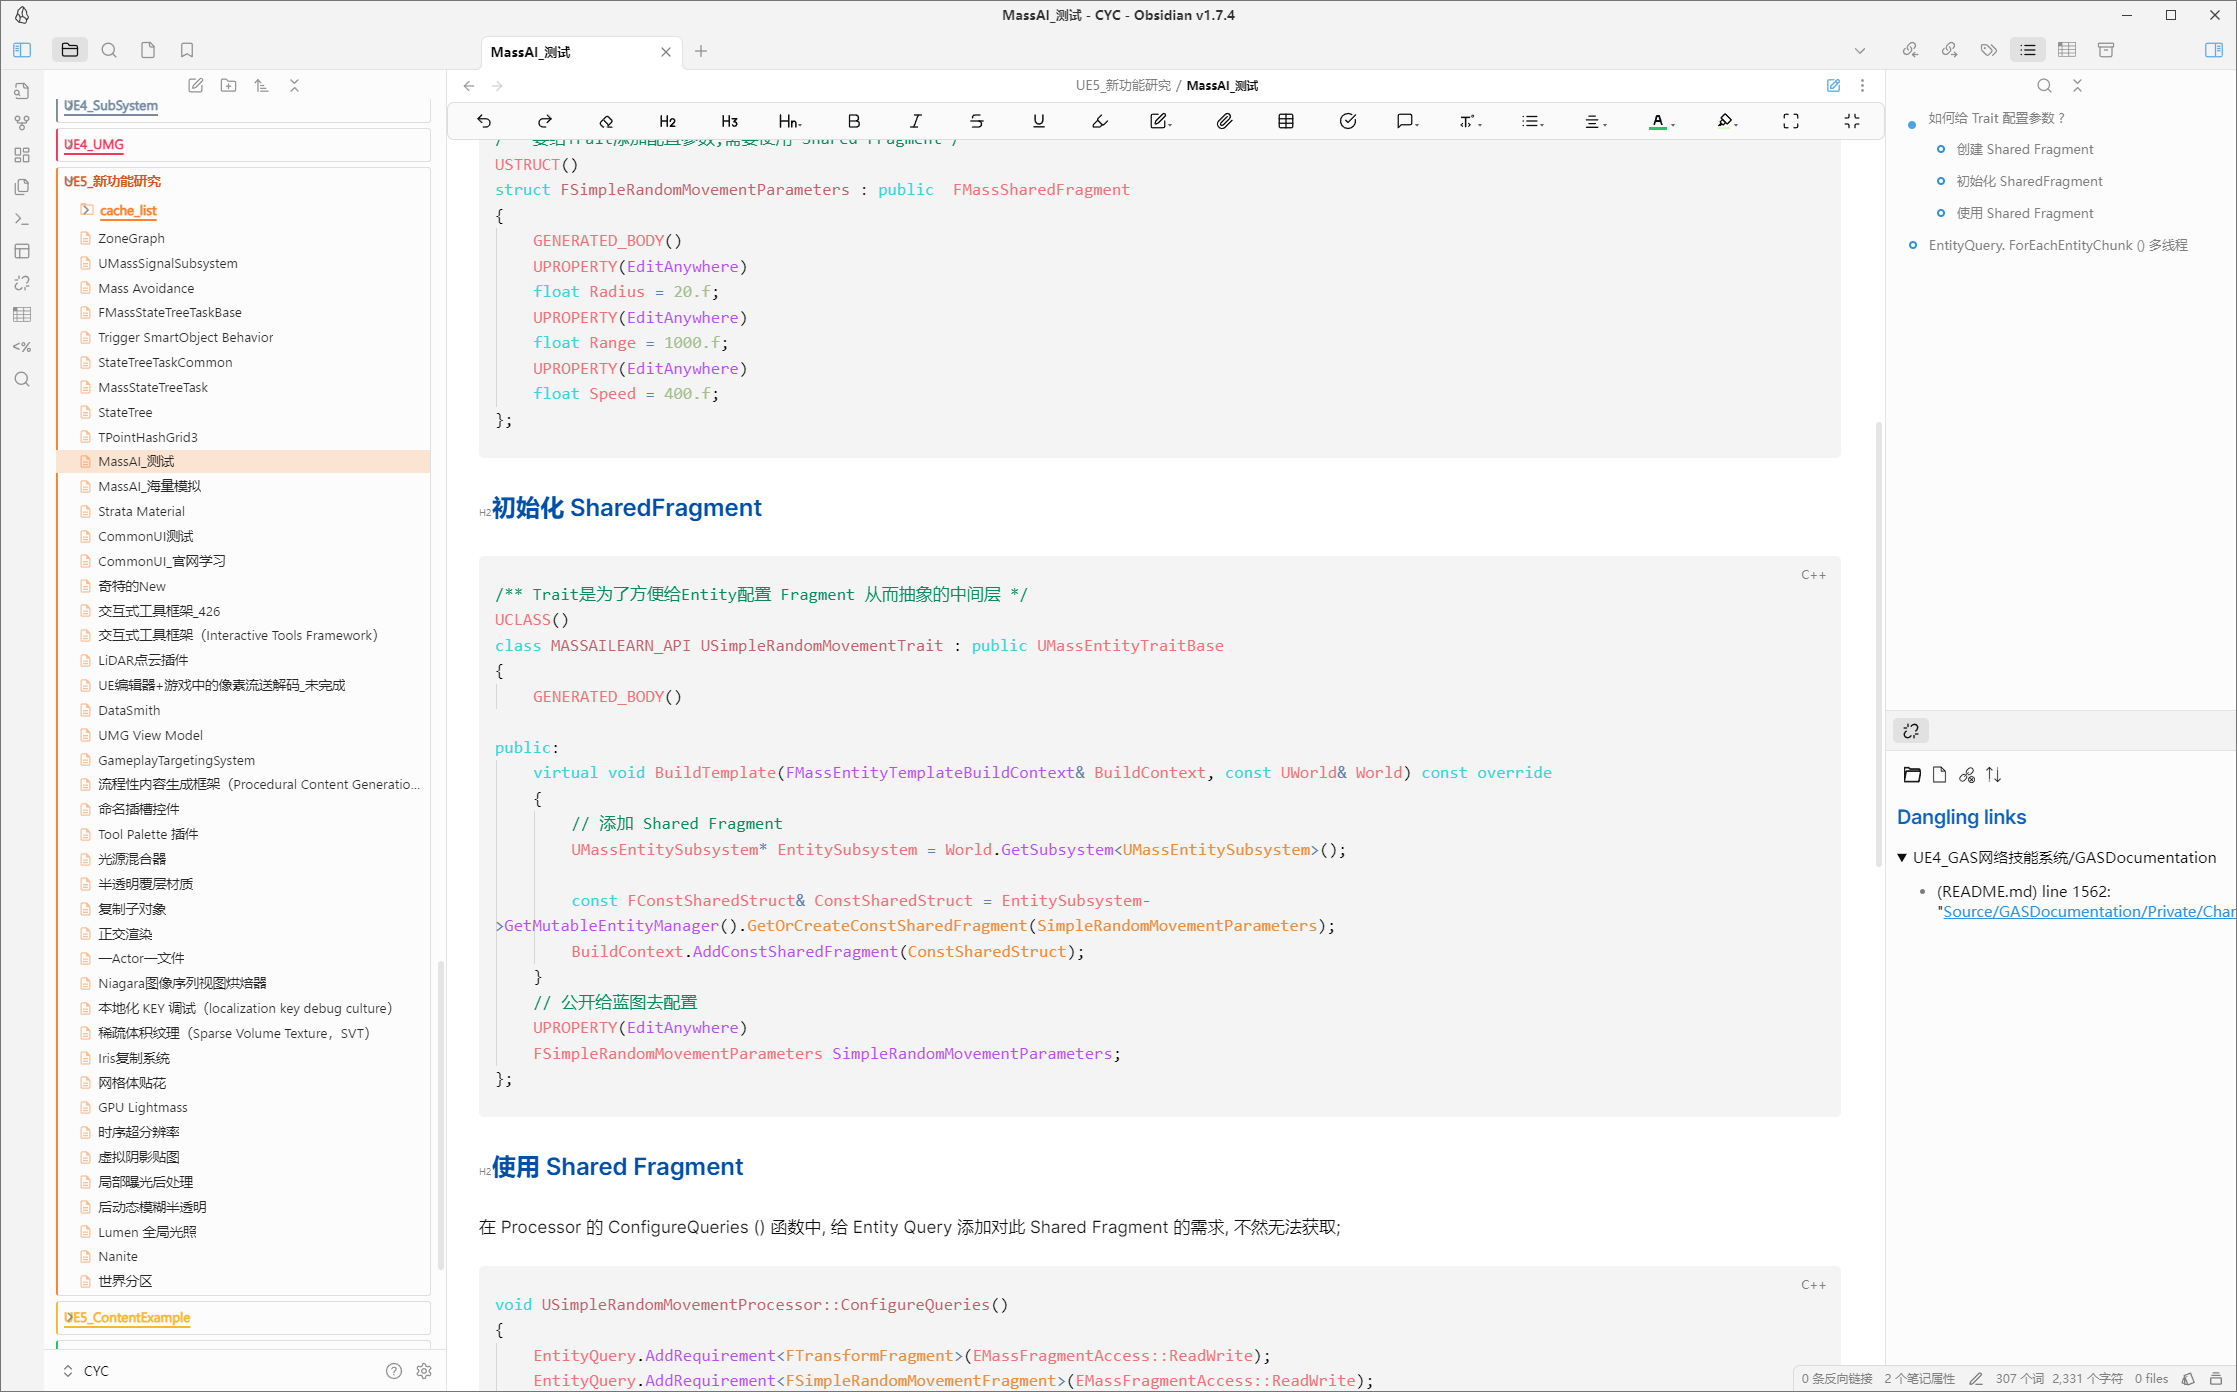 MassAI_测试 - CYC - Obsidian v1.7.4
MassAI_测试
UE4_SubSystem
UE4_UMG
UE5_新功能研究
cache_list
ZoneGraph
UMassSignalSubsystem
Mass Avoidance
FMassStateTreeTaskBase
Trigger SmartObject Behavior
StateTreeTaskCommon
MassStateTreeTask
StateTree
TPointHashGrid3
MassAI_测试
MassAI_海量模拟
Strata Material
CommonUI测试
CommonUI_官网学习
奇特的New
交互式工具框架_426
交互式工具框架（Interactive Tools Framework）
LiDAR点云插件
UE编辑器+游戏中的像素流送解码_未完成
DataSmith
UMG View Model
GameplayTargetingSystem
流程性内容生成框架（Procedural Content Generatio...
命名插槽控件
Tool Palette 插件
光源混合器
半透明覆层材质
复制子对象
正交渲染
一Actor一文件
Niagara图像序列视图烘焙器
本地化 KEY 调试（localization key debug culture）
稀疏体积纹理（Sparse Volume Texture，SVT）
Iris复制系统
网格体贴花
GPU Lightmass
时序超分辨率
虚拟阴影贴图
局部曝光后处理
后动态模糊半透明
Lumen 全局光照
Nanite
世界分区
UE5_ContentExample
CYC
UE5_新功能研究 / MassAI_测试
H2 H3 Hn B I S U A
USTRUCT()
struct FSimpleRandomMovementParameters : public  FMassSharedFragment
{
    GENERATED_BODY()
    UPROPERTY(EditAnywhere)
    float Radius = 20.f;
    UPROPERTY(EditAnywhere)
    float Range = 1000.f;
    UPROPERTY(EditAnywhere)
    float Speed = 400.f;
};
H2 初始化 SharedFragment
C++
/** Trait是为了方便给Entity配置 Fragment 从而抽象的中间层 */
UCLASS()
class MASSAILEARN_API USimpleRandomMovementTrait : public UMassEntityTraitBase
{
    GENERATED_BODY()
public:
    virtual void BuildTemplate(FMassEntityTemplateBuildContext& BuildContext, const UWorld& World) const override
    {
        // 添加 Shared Fragment
        UMassEntitySubsystem* EntitySubsystem = World.GetSubsystem<UMassEntitySubsystem>();
        const FConstSharedStruct& ConstSharedStruct = EntitySubsystem-
>GetMutableEntityManager().GetOrCreateConstSharedFragment(SimpleRandomMovementParameters);
        BuildContext.AddConstSharedFragment(ConstSharedStruct);
    }
    // 公开给蓝图去配置
    UPROPERTY(EditAnywhere)
    FSimpleRandomMovementParameters SimpleRandomMovementParameters;
};
H2 使用 Shared Fragment
在 Processor 的 ConfigureQueries () 函数中, 给 Entity Query 添加对此 Shared Fragment 的需求, 不然无法获取;
C++
void USimpleRandomMovementProcessor::ConfigureQueries()
{
    EntityQuery.AddRequirement<FTransformFragment>(EMassFragmentAccess::ReadWrite);
    EntityQuery.AddRequirement<FSimpleRandomMovementFragment>(EMassFragmentAccess::ReadWrite);
如何给 Trait 配置参数？
创建 Shared Fragment
初始化 SharedFragment
使用 Shared Fragment
EntityQuery. ForEachEntityChunk () 多线程
Dangling links
UE4_GAS网络技能系统/GASDocumentation
(README.md) line 1562:
"Source/GASDocumentation/Private/Char
0 条反向链接 2 个笔记属性 307 个词 2,331 个字符 0 files